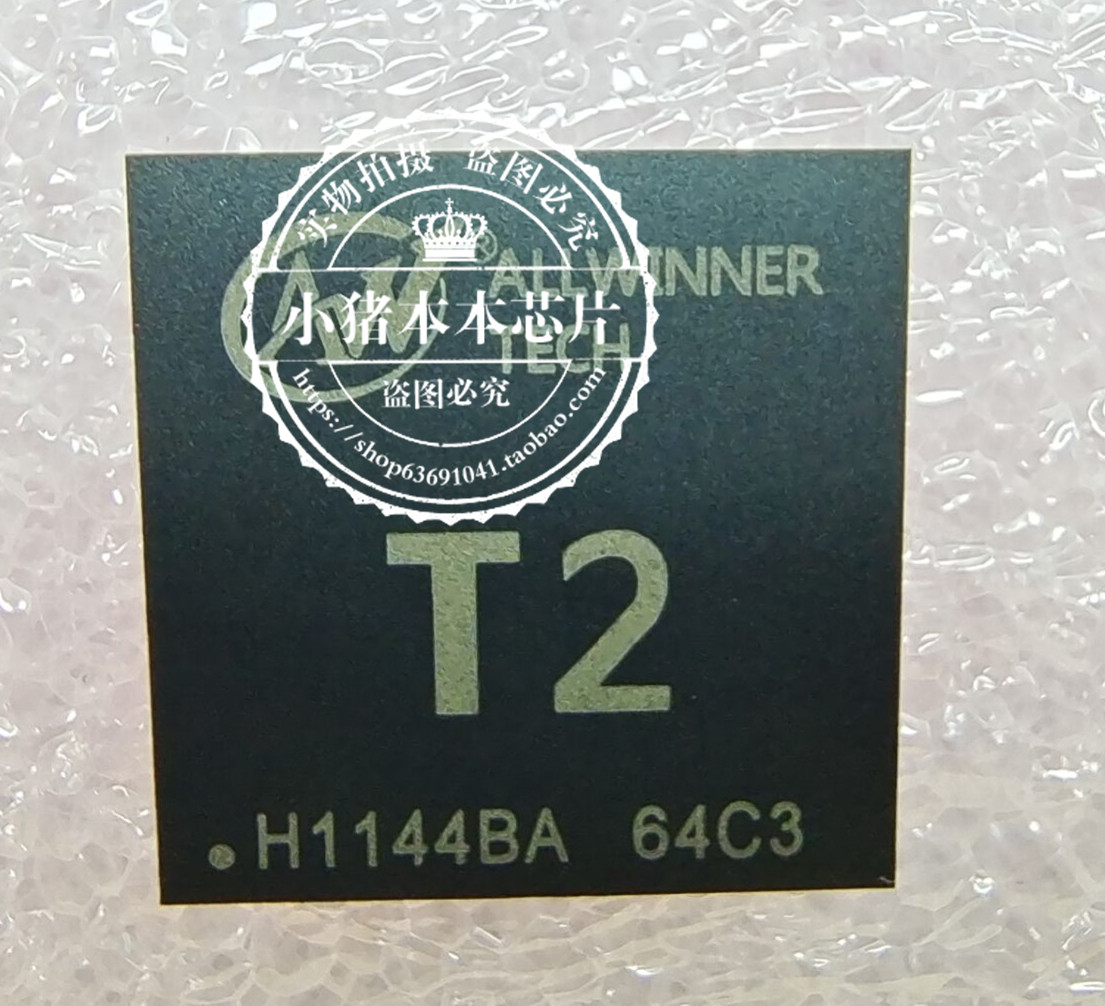 实物拍摄 盗图必究
ALLWINNER
小猪本本芯片
TECH
盗图必究
https://shop63691041.taobao.com
T2
H1144BA 64C3